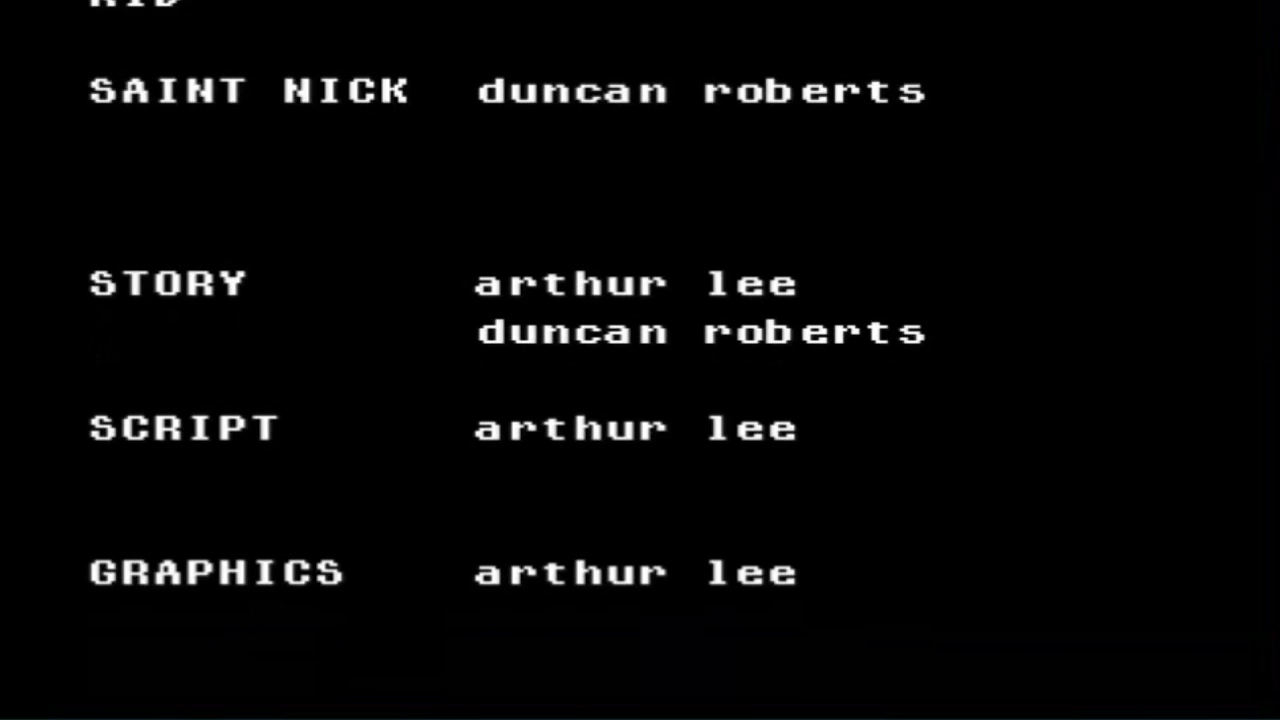 SAINT NICK duncan roberts
STORY arthur lee
duncan roberts
SCRIPT arthur lee
GRAPHICS arthur lee